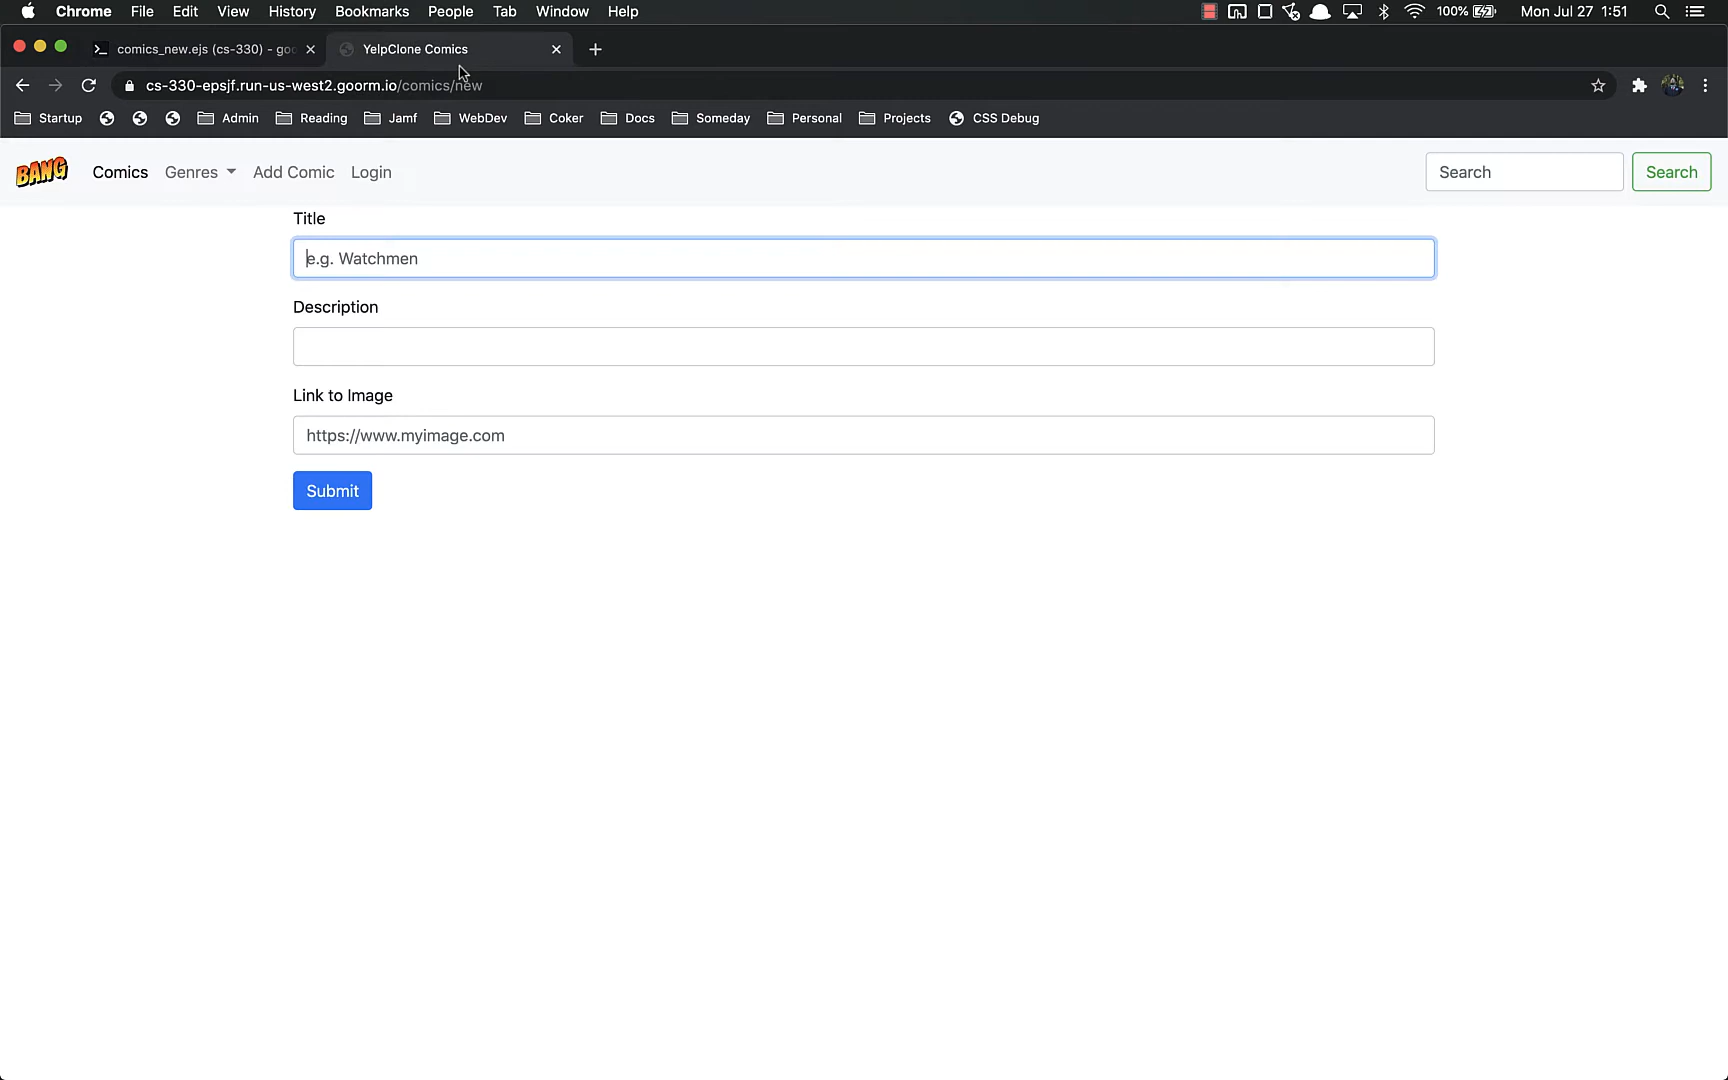 Chrome File Edit View History Bookmarks People Tab Window Help 100% Mon Jul 27 1:51
comics_new.ejs (cs-330) - goo YelpClone Comics
cs-330-epsjf.run-us-west2.goorm.io/comics/new
Startup Admin Reading Jamf WebDev Coker Docs Someday Personal Projects CSS Debug
BANG Comics Genres Add Comic Login Search Search
Title
e.g. Watchmen
Description
Link to Image
https://www.myimage.com
Submit